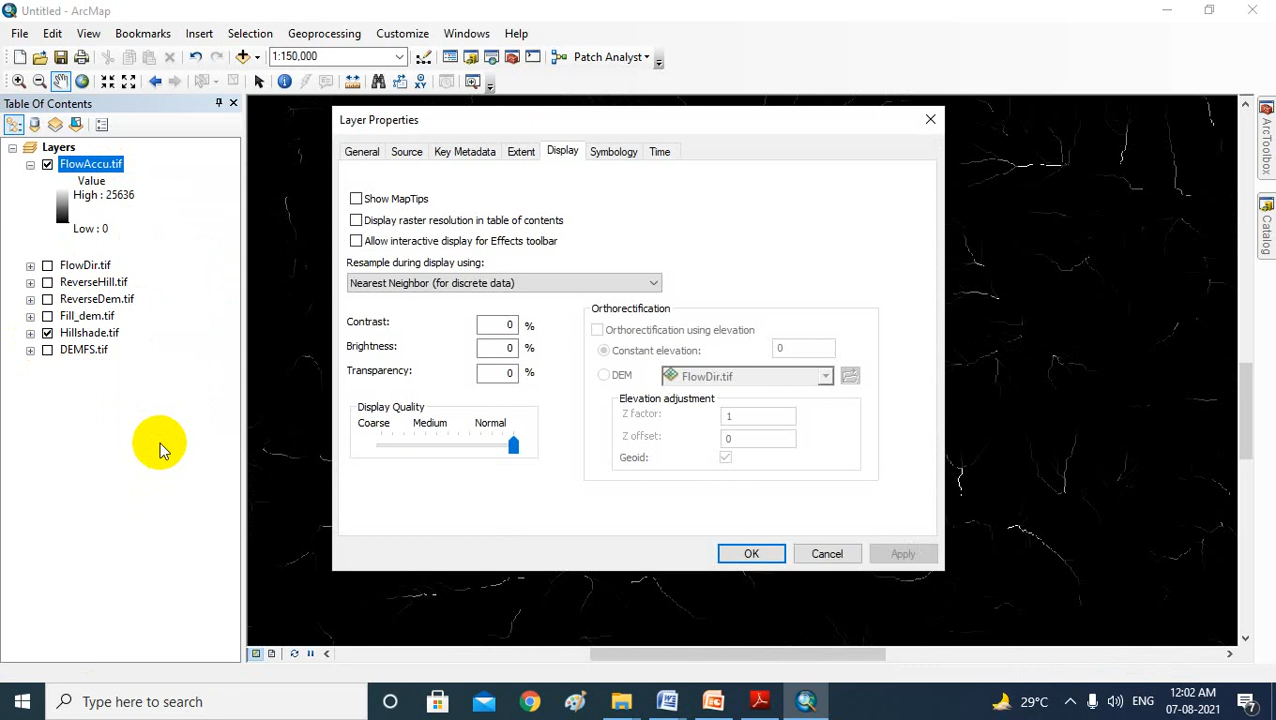 Untitled - ArcMap
File Edit View Bookmarks Insert Selection Geoprocessing Customize Windows Help
1:150,000 Patch Analyst
Table Of Contents
Layers
FlowAccu.tif
Value
High : 25636
Low : 0
FlowDir.tif
ReverseHill.tif
ReverseDem.tif
Fill_dem.tif
Hillshade.tif
DEMFS.tif
Layer Properties
General Source Key Metadata Extent Display Symbology Time
Show MapTips
Display raster resolution in table of contents
Allow interactive display for Effects toolbar
Resample during display using:
Nearest Neighbor (for discrete data)
Contrast: 0 %
Brightness: 0 %
Transparency: 0 %
Display Quality
Coarse Medium Normal
Orthorectification
Orthorectification using elevation
Constant elevation: 0
DEM FlowDir.tif
Elevation adjustment
Z factor: 1
Z offset: 0
Geoid:
OK Cancel Apply
ArcToolbox
Catalog
Type here to search
29°C ENG 12:02 AM
07-08-2021
7